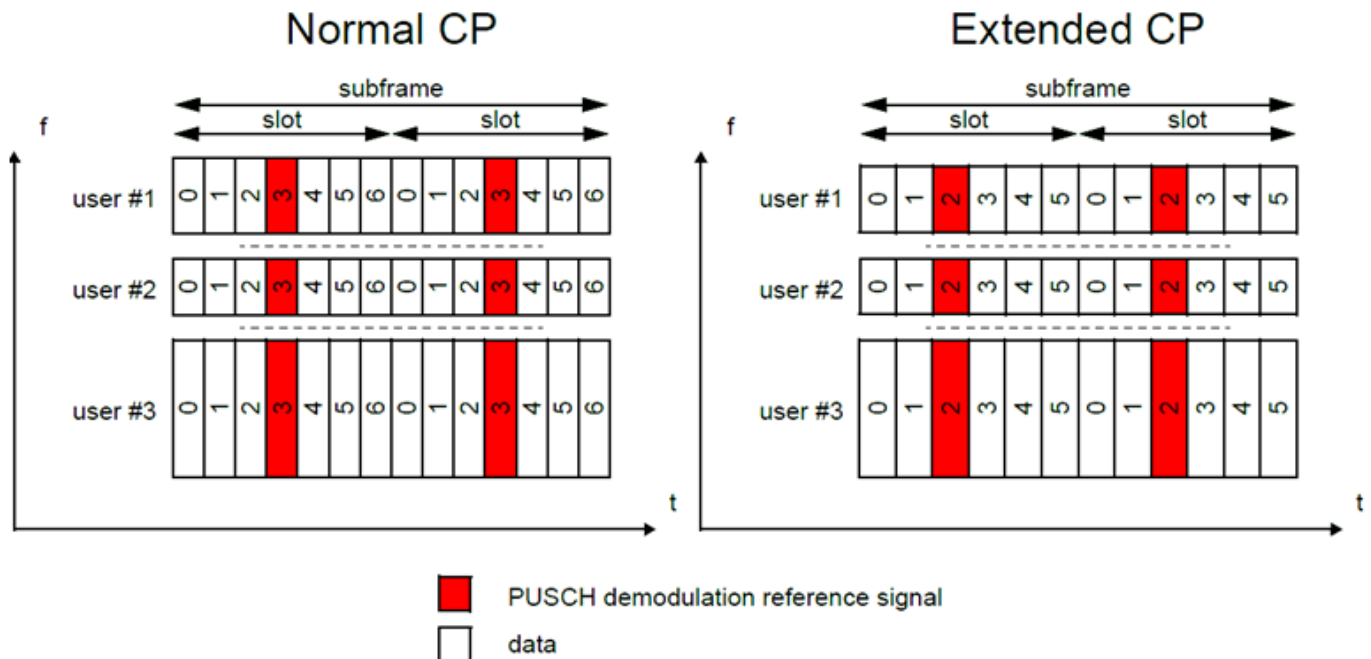 Normal CP
Extended CP
subframe
subframe
slot slot
slot slot
f
f
user #1 0 1 2 3 4 5 6 0 1 2 3 4 5 6
user #1 0 1 2 3 4 5 0 1 2 3 4 5
user #2 0 1 2 3 4 5 6 0 1 2 3 4 5 6
user #2 0 1 2 3 4 5 0 1 2 3 4 5
user #3 0 1 2 3 4 5 6 0 1 2 3 4 5 6
user #3 0 1 2 3 4 5 0 1 2 3 4 5
t
t
PUSCH demodulation reference signal
data